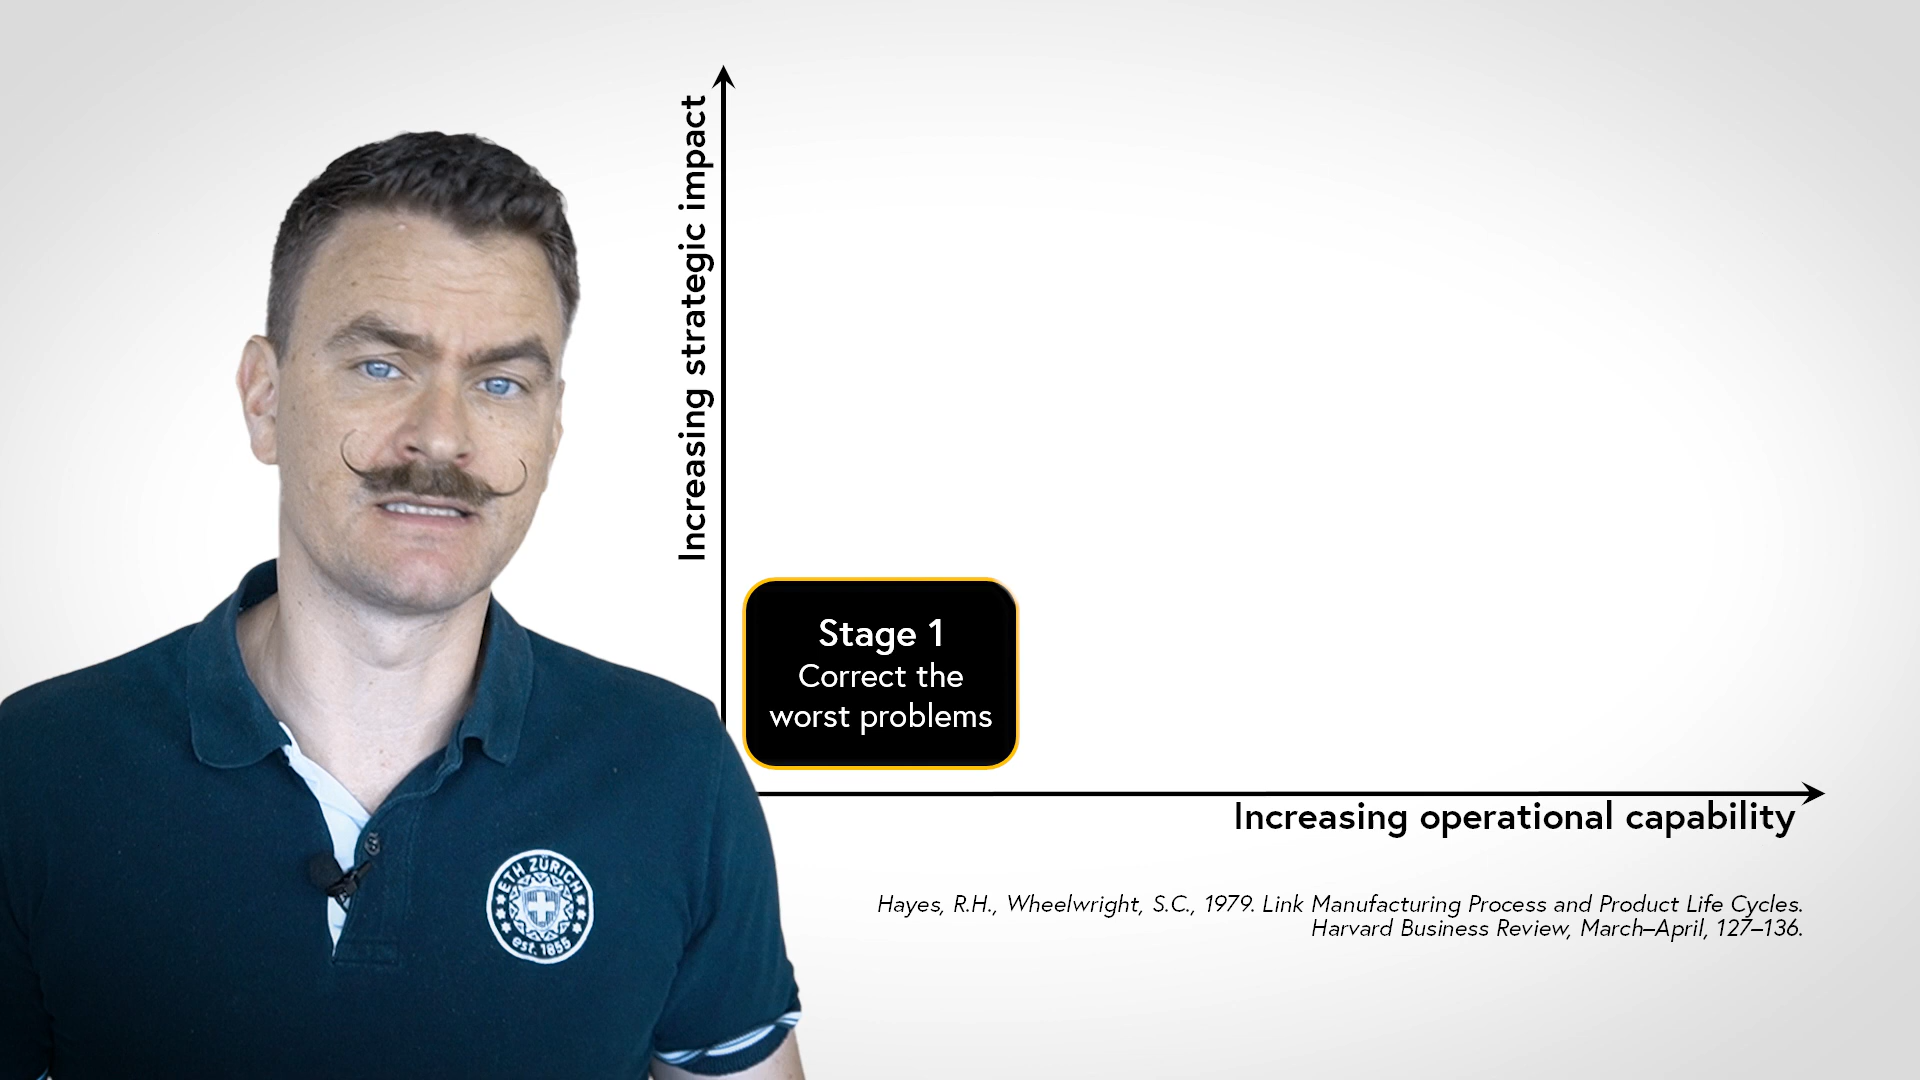 Increasing strategic impact
Stage 1
Correct the
worst problems
Increasing operational capability
Hayes, R.H., Wheelwright, S.C., 1979. Link Manufacturing Process and Product Life Cycles.
Harvard Business Review, March–April, 127–136.
ETH ZÜRICH
est. 1855